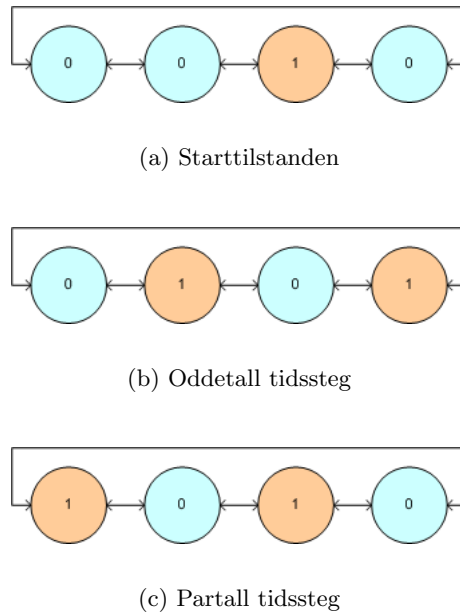 0 0 1 0
(a) Starttilstanden
0 1 0 1
(b) Oddetall tidssteg
1 0 1 0
(c) Partall tidssteg